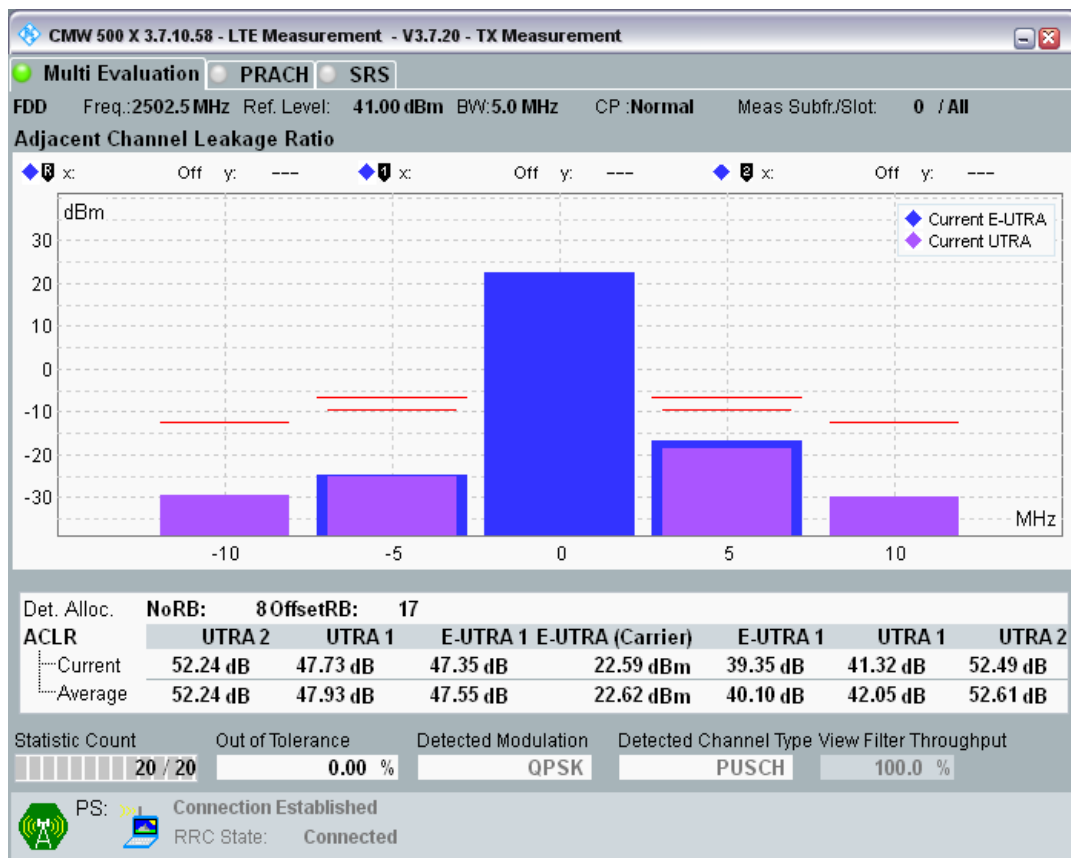 CMW 500 X 3.7.10.58 - LTE Measurement - V3.7.20 - TX Measurement
Multi Evaluation PRACH SRS
FDD Freq.:2502.5 MHz Ref. Level: 41.00 dBm BW:5.0 MHz CP :Normal Meas Subfr./Slot: 0 / All
Adjacent Channel Leakage Ratio
R x: Off y: --- 1 x: Off y: --- 2 x: Off y: ---
dBm
Current E-UTRA
Current UTRA
30
20
10
0
-10
-20
-30
MHz
-10 -5 0 5 10
Det. Alloc. NoRB: 8 OffsetRB: 17
ACLR UTRA 2 UTRA 1 E-UTRA 1 E-UTRA (Carrier) E-UTRA 1 UTRA 1 UTRA 2
Current 52.24 dB 47.73 dB 47.35 dB 22.59 dBm 39.35 dB 41.32 dB 52.49 dB
Average 52.24 dB 47.93 dB 47.55 dB 22.62 dBm 40.10 dB 42.05 dB 52.61 dB
Statistic Count Out of Tolerance Detected Modulation Detected Channel Type View Filter Throughput
20 / 20 0.00 % QPSK PUSCH 100.0 %
PS: Connection Established
RRC State: Connected